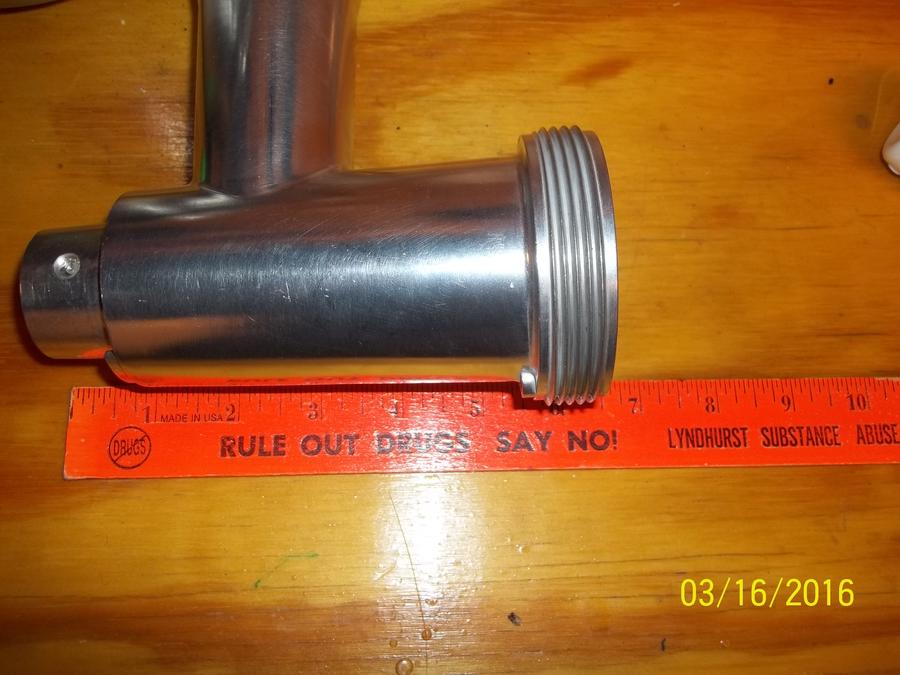 1 MADE IN USA 2 3 4 5 6 7 8 9 10
DRUGS RULE OUT DRUGS SAY NO! LYNDHURST SUBSTANCE ABUSE
03/16/2016